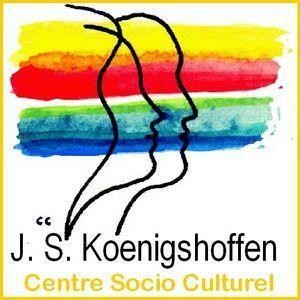 J. “S. Koenigshoffen
Centre Socio Culturel